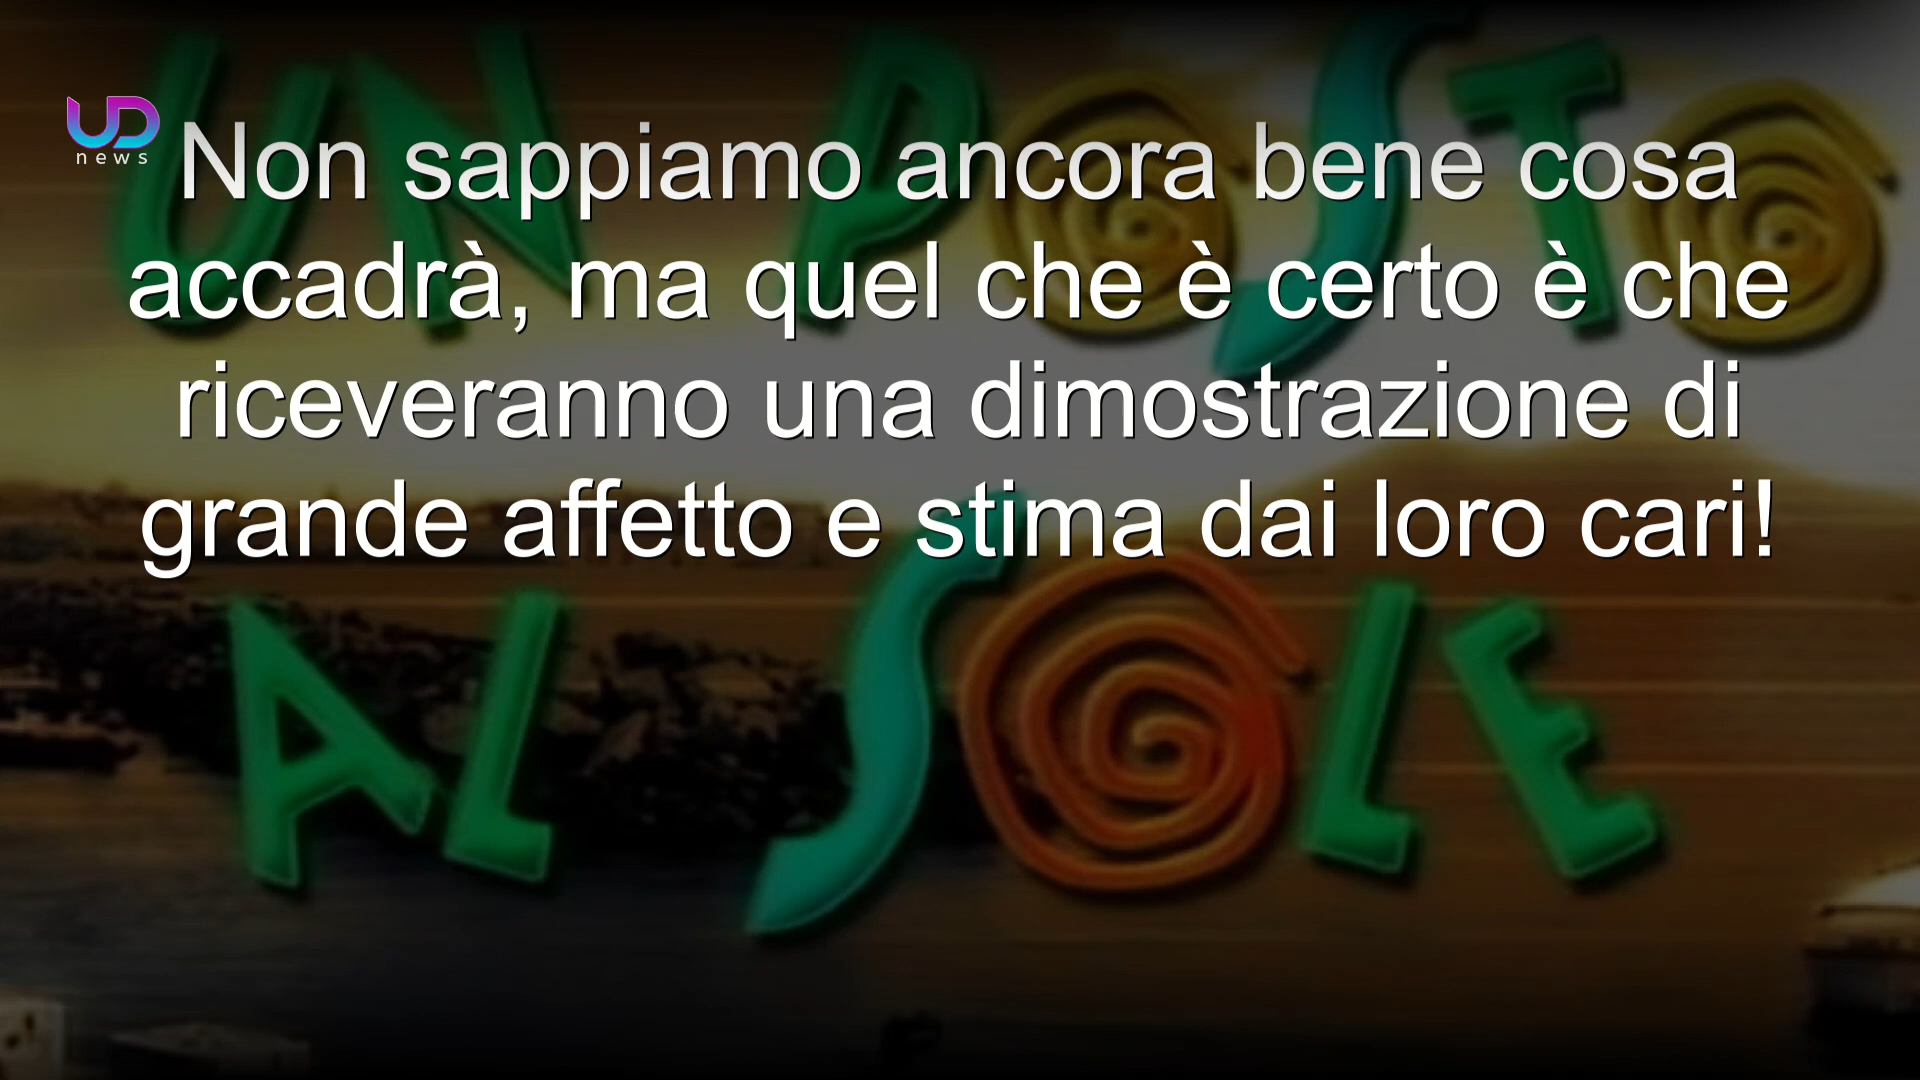 UD
news
UN POSTO
Non sappiamo ancora bene cosa
accadrà, ma quel che è certo è che
riceveranno una dimostrazione di
grande affetto e stima dai loro cari!
AL SOLE